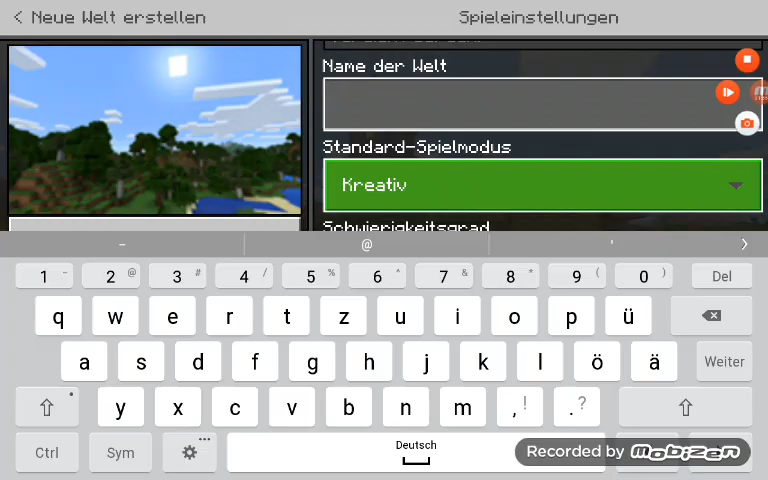 Neue Welt erstellen
Spieleinstellungen
Name der Welt
Standard-Spielmodus
Kreativ
Schwierigkeitsgrad
- @ '
1 - 2 @ 3 # 4 / 5 % 6 ^ 7 & 8 * 9 ( 0 ) Del
q w e r t z u i o p ü
a s d f g h j k l ö ä Weiter
y x c v b n m , ! . ?
Ctrl Sym Deutsch
Recorded by mobizen